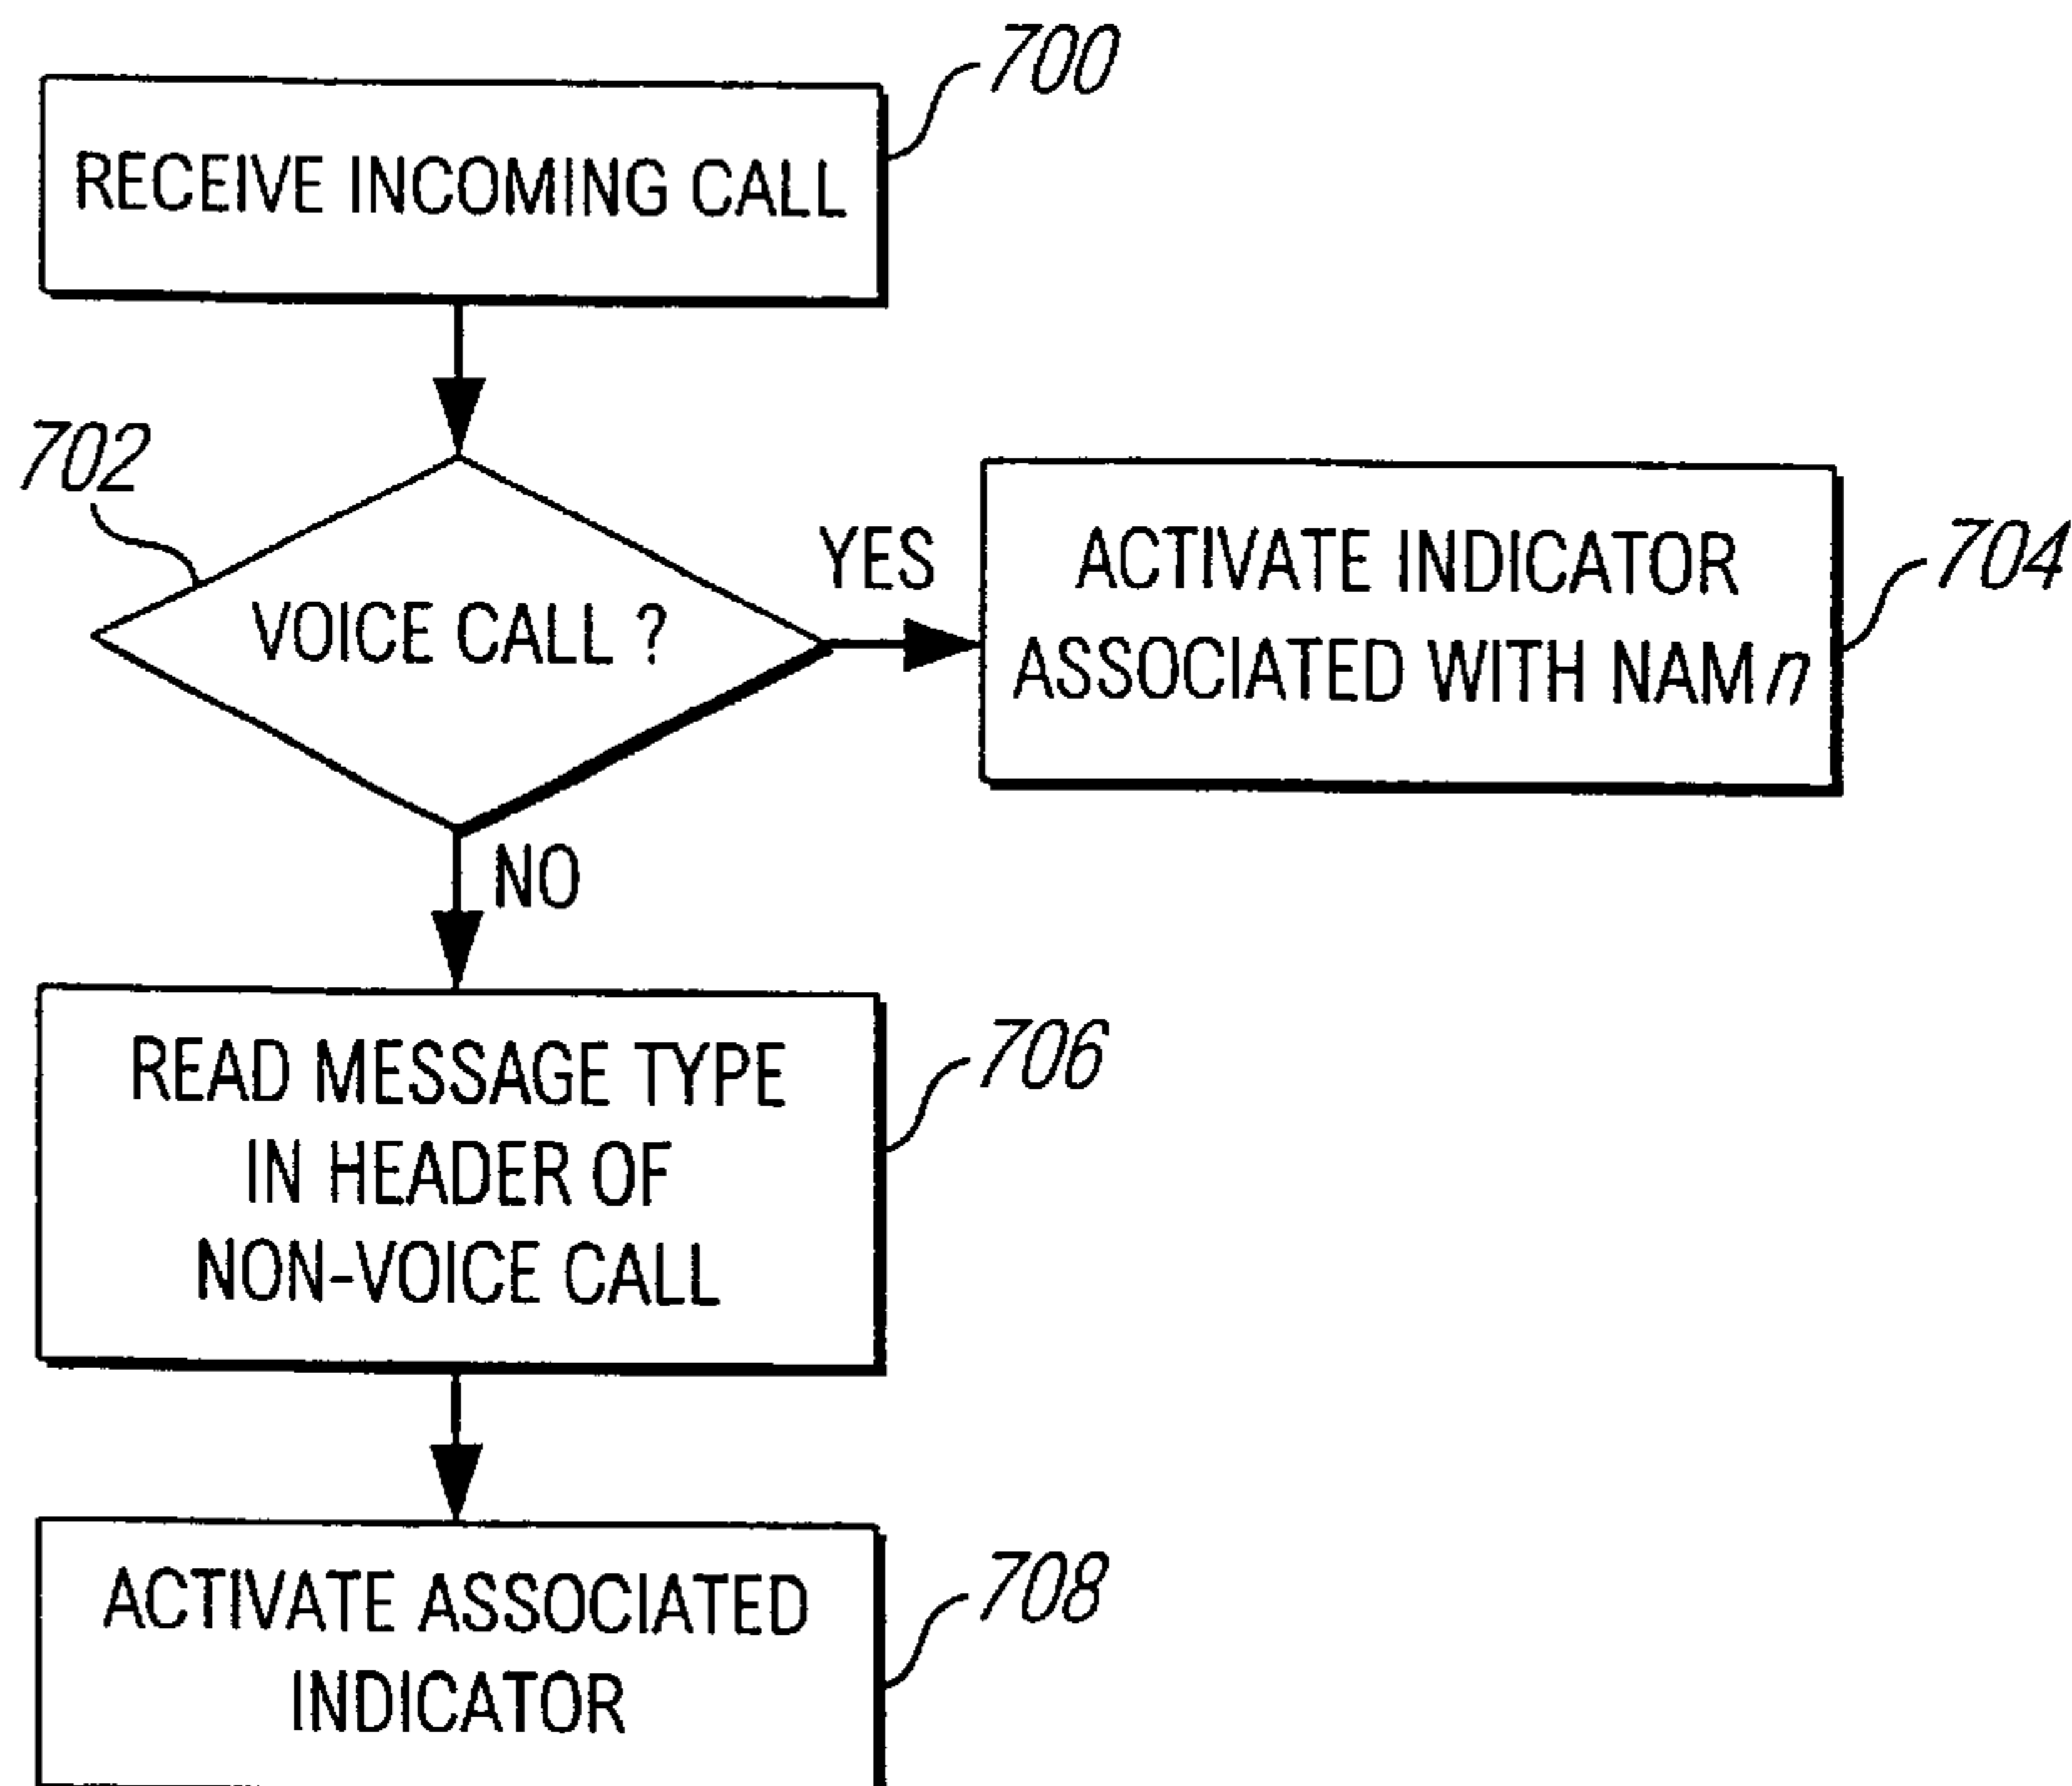 700
RECEIVE INCOMING CALL
702
VOICE CALL ?
YES
ACTIVATE INDICATOR
ASSOCIATED WITH NAM n
704
NO
READ MESSAGE TYPE
IN HEADER OF
NON-VOICE CALL
706
ACTIVATE ASSOCIATED
INDICATOR
708